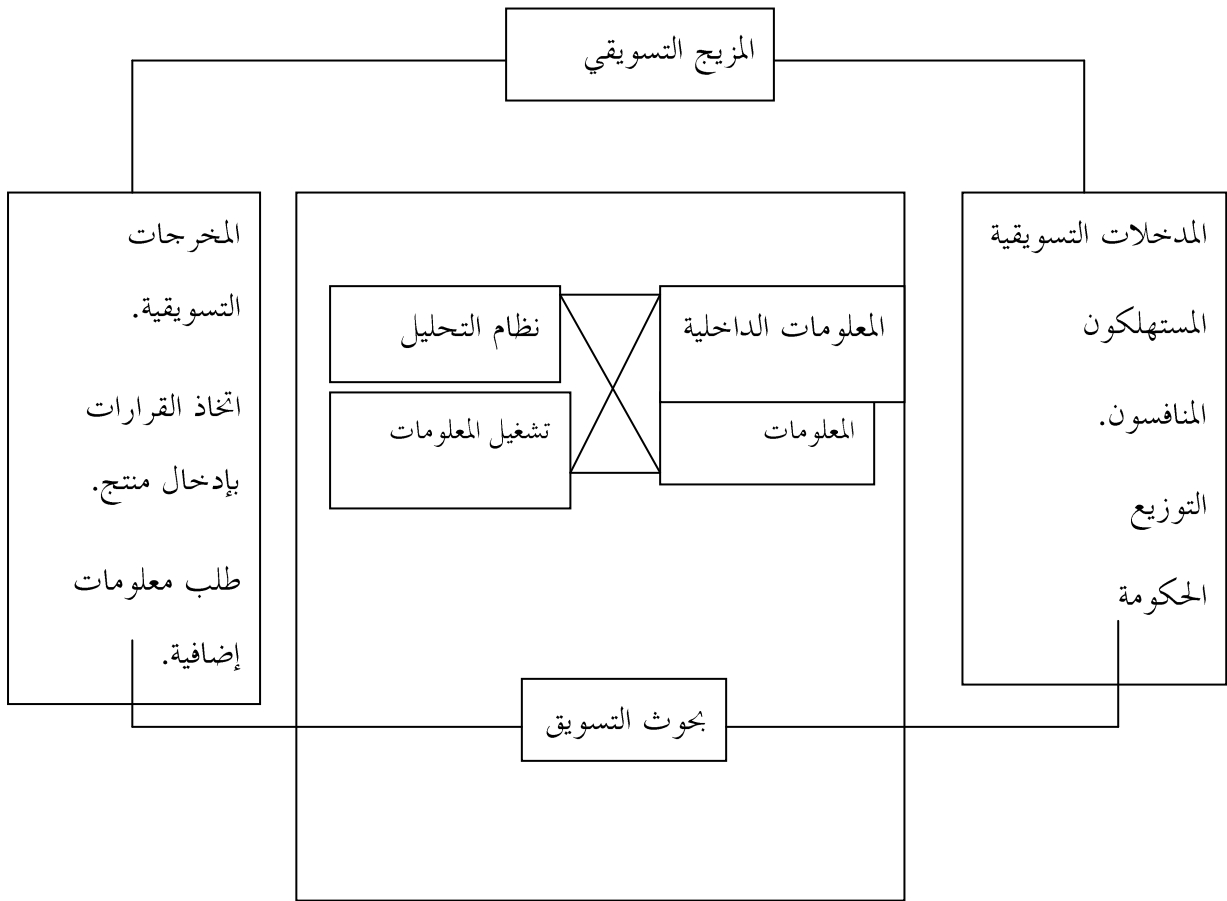 المزيج التسويقي
المدخلات التسويقية
المستهلكون
المنافسون.
التوزيع
الحكومة
المعلومات الداخلية
المعلومات
نظام التحليل
تشغيل المعلومات
بحوث التسويق
المخرجات
التسويقية.
اتخاذ القرارات
بإدخال منتج.
طلب معلومات
إضافية.